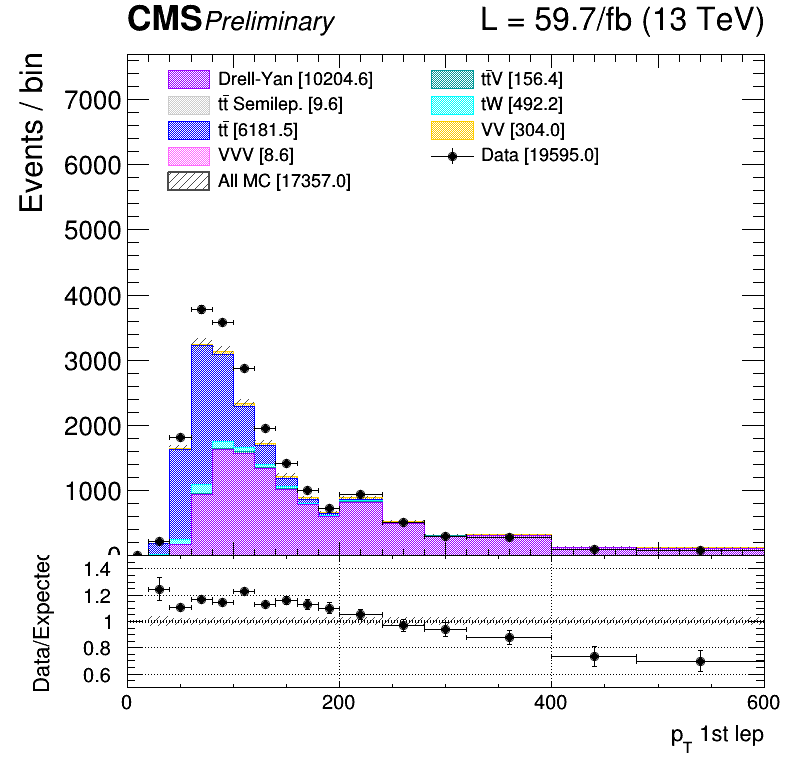 CMS Preliminary L = 59.7/fb (13 TeV)
Events / bin
Drell-Yan [10204.6]
tt̄ Semilep. [9.6]
tt̄ [6181.5]
VVV [8.6]
All MC [17357.0]
tt̄V [156.4]
tW [492.2]
VV [304.0]
Data [19595.0]
7000
6000
5000
4000
3000
2000
1000
0
Data/Expected
1.4
1.2
1
0.8
0.6
0 200 400 600
p_T 1st lep